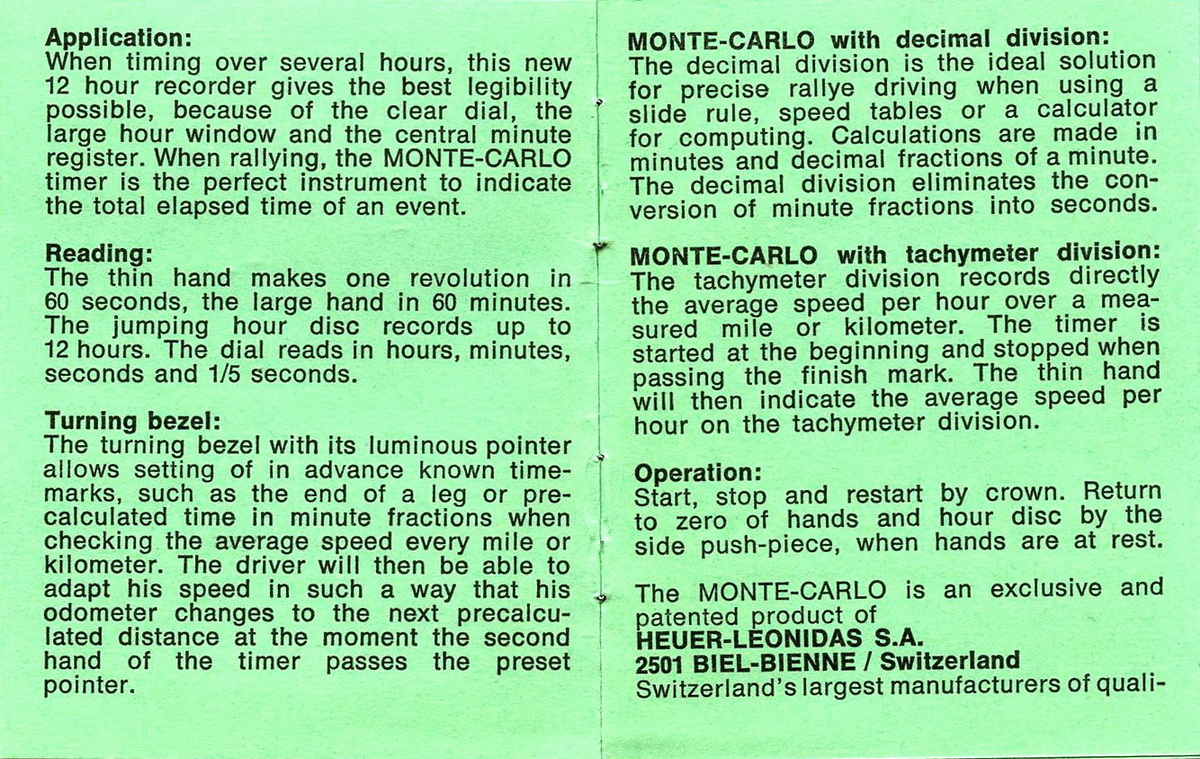 Application:
When timing over several hours, this new
12 hour recorder gives the best legibility
possible, because of the clear dial, the
large hour window and the central minute
register. When rallying, the MONTE-CARLO
timer is the perfect instrument to indicate
the total elapsed time of an event.
Reading:
The thin hand makes one revolution in
60 seconds, the large hand in 60 minutes.
The jumping hour disc records up to
12 hours. The dial reads in hours, minutes,
seconds and 1/5 seconds.
Turning bezel:
The turning bezel with its luminous pointer
allows setting of in advance known time-
marks, such as the end of a leg or pre-
calculated time in minute fractions when
checking the average speed every mile or
kilometer. The driver will then be able to
adapt his speed in such a way that his
odometer changes to the next precalcu-
lated distance at the moment the second
hand of the timer passes the preset
pointer.
MONTE-CARLO with decimal division:
The decimal division is the ideal solution
for precise rallye driving when using a
slide rule, speed tables or a calculator
for computing. Calculations are made in
minutes and decimal fractions of a minute.
The decimal division eliminates the con-
version of minute fractions into seconds.
MONTE-CARLO with tachymeter division:
The tachymeter division records directly
the average speed per hour over a mea-
sured mile or kilometer. The timer is
started at the beginning and stopped when
passing the finish mark. The thin hand
will then indicate the average speed per
hour on the tachymeter division.
Operation:
Start, stop and restart by crown. Return
to zero of hands and hour disc by the
side push-piece, when hands are at rest.
The MONTE-CARLO is an exclusive and
patented product of
HEUER-LEONIDAS S.A.
2501 BIEL-BIENNE / Switzerland
Switzerland's largest manufacturers of quali-